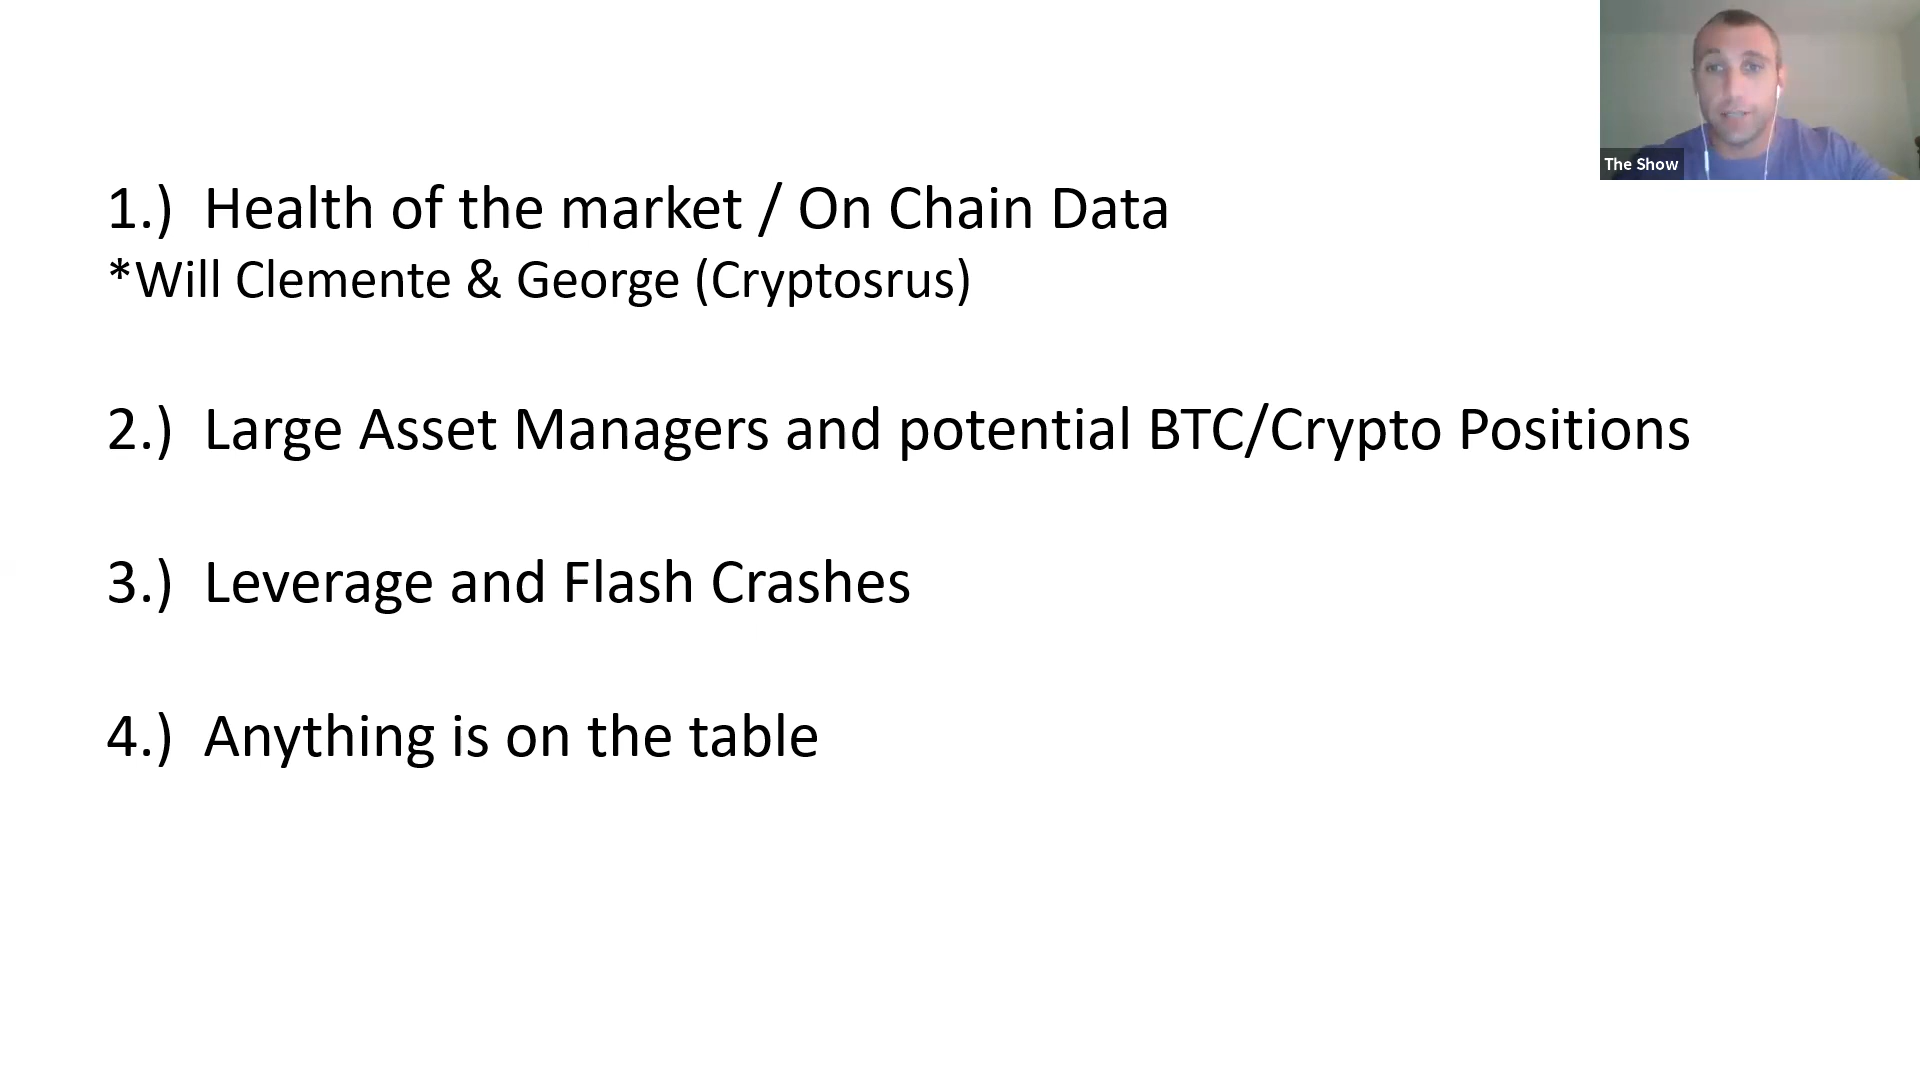 1.) Health of the market / On Chain Data
*Will Clemente & George (Cryptosrus)
2.) Large Asset Managers and potential BTC/Crypto Positions
3.) Leverage and Flash Crashes
4.) Anything is on the table
The Show